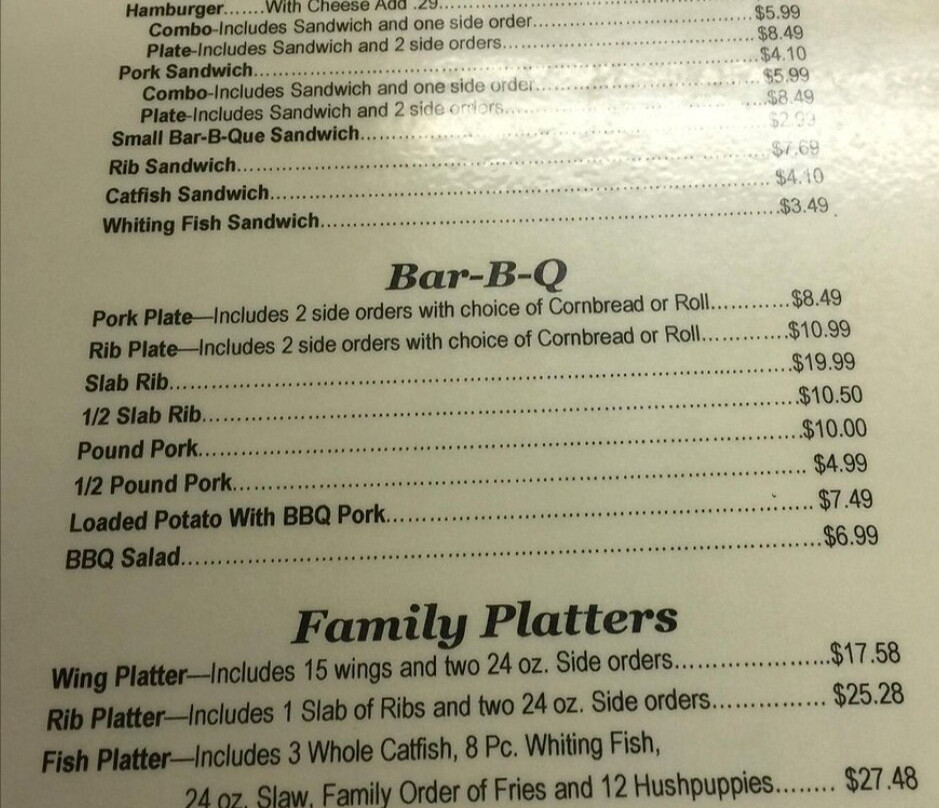 Hamburger.......With Cheese Add .29..........
Combo-Includes Sandwich and one side order..........$5.99
Plate-Includes Sandwich and 2 side orders..........$8.49
Pork Sandwich..........$4.10
Combo-Includes Sandwich and one side order..........$5.99
Plate-Includes Sandwich and 2 side orders..........$8.49
Small Bar-B-Que Sandwich..........$2.99
Rib Sandwich..........$7.69
Catfish Sandwich..........$4.10
Whiting Fish Sandwich..........$3.49
Bar-B-Q
Pork Plate—Includes 2 side orders with choice of Cornbread or Roll............$8.49
Rib Plate—Includes 2 side orders with choice of Cornbread or Roll............$10.99
Slab Rib..........$19.99
1/2 Slab Rib..........$10.50
Pound Pork..........$10.00
1/2 Pound Pork.......... $4.99
Loaded Potato With BBQ Pork.......... $7.49
BBQ Salad..........$6.99
Family Platters
Wing Platter—Includes 15 wings and two 24 oz. Side orders..........$17.58
Rib Platter—Includes 1 Slab of Ribs and two 24 oz. Side orders............... $25.28
Fish Platter—Includes 3 Whole Catfish, 8 Pc. Whiting Fish,
24 oz. Slaw, Family Order of Fries and 12 Hushpuppies........ $27.48